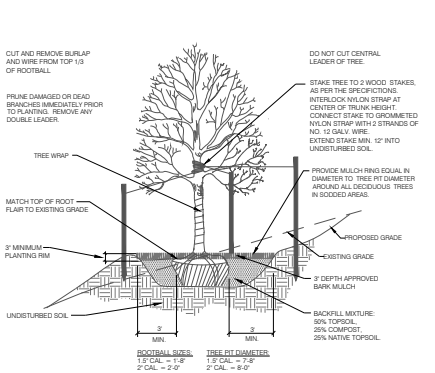 CUT AND REMOVE BURLAP
AND WIRE FROM TOP 1/3
OF ROOTBALL
PRUNE DAMAGED OR DEAD
BRANCHES IMMEDIATELY PRIOR
TO PLANTING. REMOVE ANY
DOUBLE LEADER.
TREE WRAP
MATCH TOP OF ROOT
FLAIR TO EXISTING GRADE
3" MINIMUM
PLANTING RIM
UNDISTURBED SOIL
DO NOT CUT CENTRAL
LEADER OF TREE.
STAKE TREE TO 2 WOOD STAKES,
AS PER THE SPECIFICTIONS.
INTERLOCK NYLON STRAP AT
CENTER OF TRUNK HEIGHT.
CONNECT STAKE TO GROMMETED
NYLON STRAP WITH 2 STRANDS OF
NO. 12 GALV. WIRE.
EXTEND STAKE MIN. 12" INTO
UNDISTURBED SOIL.
PROVIDE MULCH RING EQUAL IN
DIAMETER TO TREE PIT DIAMETER
AROUND ALL DECIDUOUS TREES
IN SODDED AREAS.
PROPOSED GRADE
EXISTING GRADE
3" DEPTH APPROVED
BARK MULCH
BACKFILL MIXTURE:
50% TOPSOIL,
25% COMPOST,
25% NATIVE TOPSOIL.
3'
MIN.
3'
MIN.
ROOTBALL SIZES:
1.5" CAL. = 1'-8"
2" CAL. = 2'-0"
TREE PIT DIAMETER:
1.5" CAL. = 7'-8"
2" CAL. = 8'-0"